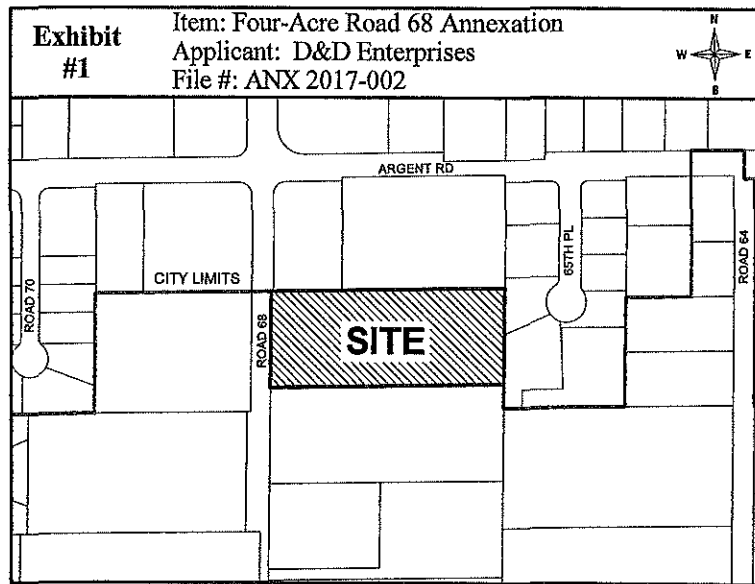 Exhibit
#1
Item: Four-Acre Road 68 Annexation
Applicant: D&D Enterprises
File #: ANX 2017-002
N
W E
S
ARGENT RD
CITY LIMITS
ROAD 70
ROAD 68
SITE
65TH PL
ROAD 64